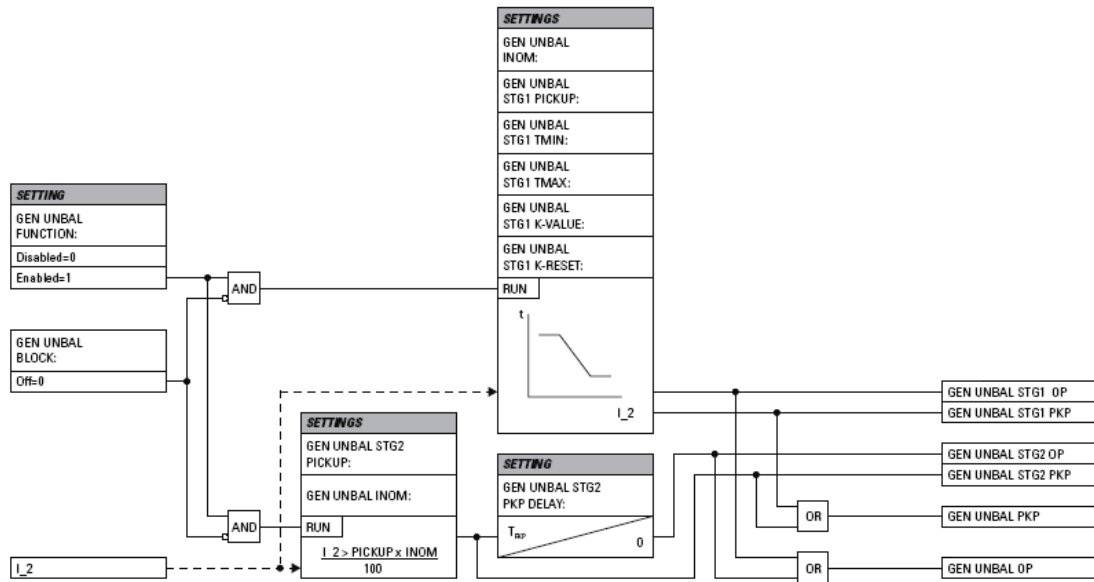 SETTINGS
GEN UNBAL
INOM:
GEN UNBAL
STG1 PICKUP:
GEN UNBAL
STG1 TMIN:
GEN UNBAL
STG1 TMAX:
GEN UNBAL
STG1 K-VALUE:
GEN UNBAL
STG1 K-RESET:
RUN
t
I_2
SETTING
GEN UNBAL
FUNCTION:
Disabled=0
Enabled=1
AND
GEN UNBAL
BLOCK:
Off=0
SETTINGS
GEN UNBAL STG2
PICKUP:
GEN UNBAL INOM:
AND
RUN
I_2 > PICKUP x INOM
100
I_2
SETTING
GEN UNBAL STG2
PKP DELAY:
TPKP
0
OR
OR
GEN UNBAL STG1 OP
GEN UNBAL STG1 PKP
GEN UNBAL STG2 OP
GEN UNBAL STG2 PKP
GEN UNBAL PKP
GEN UNBAL OP